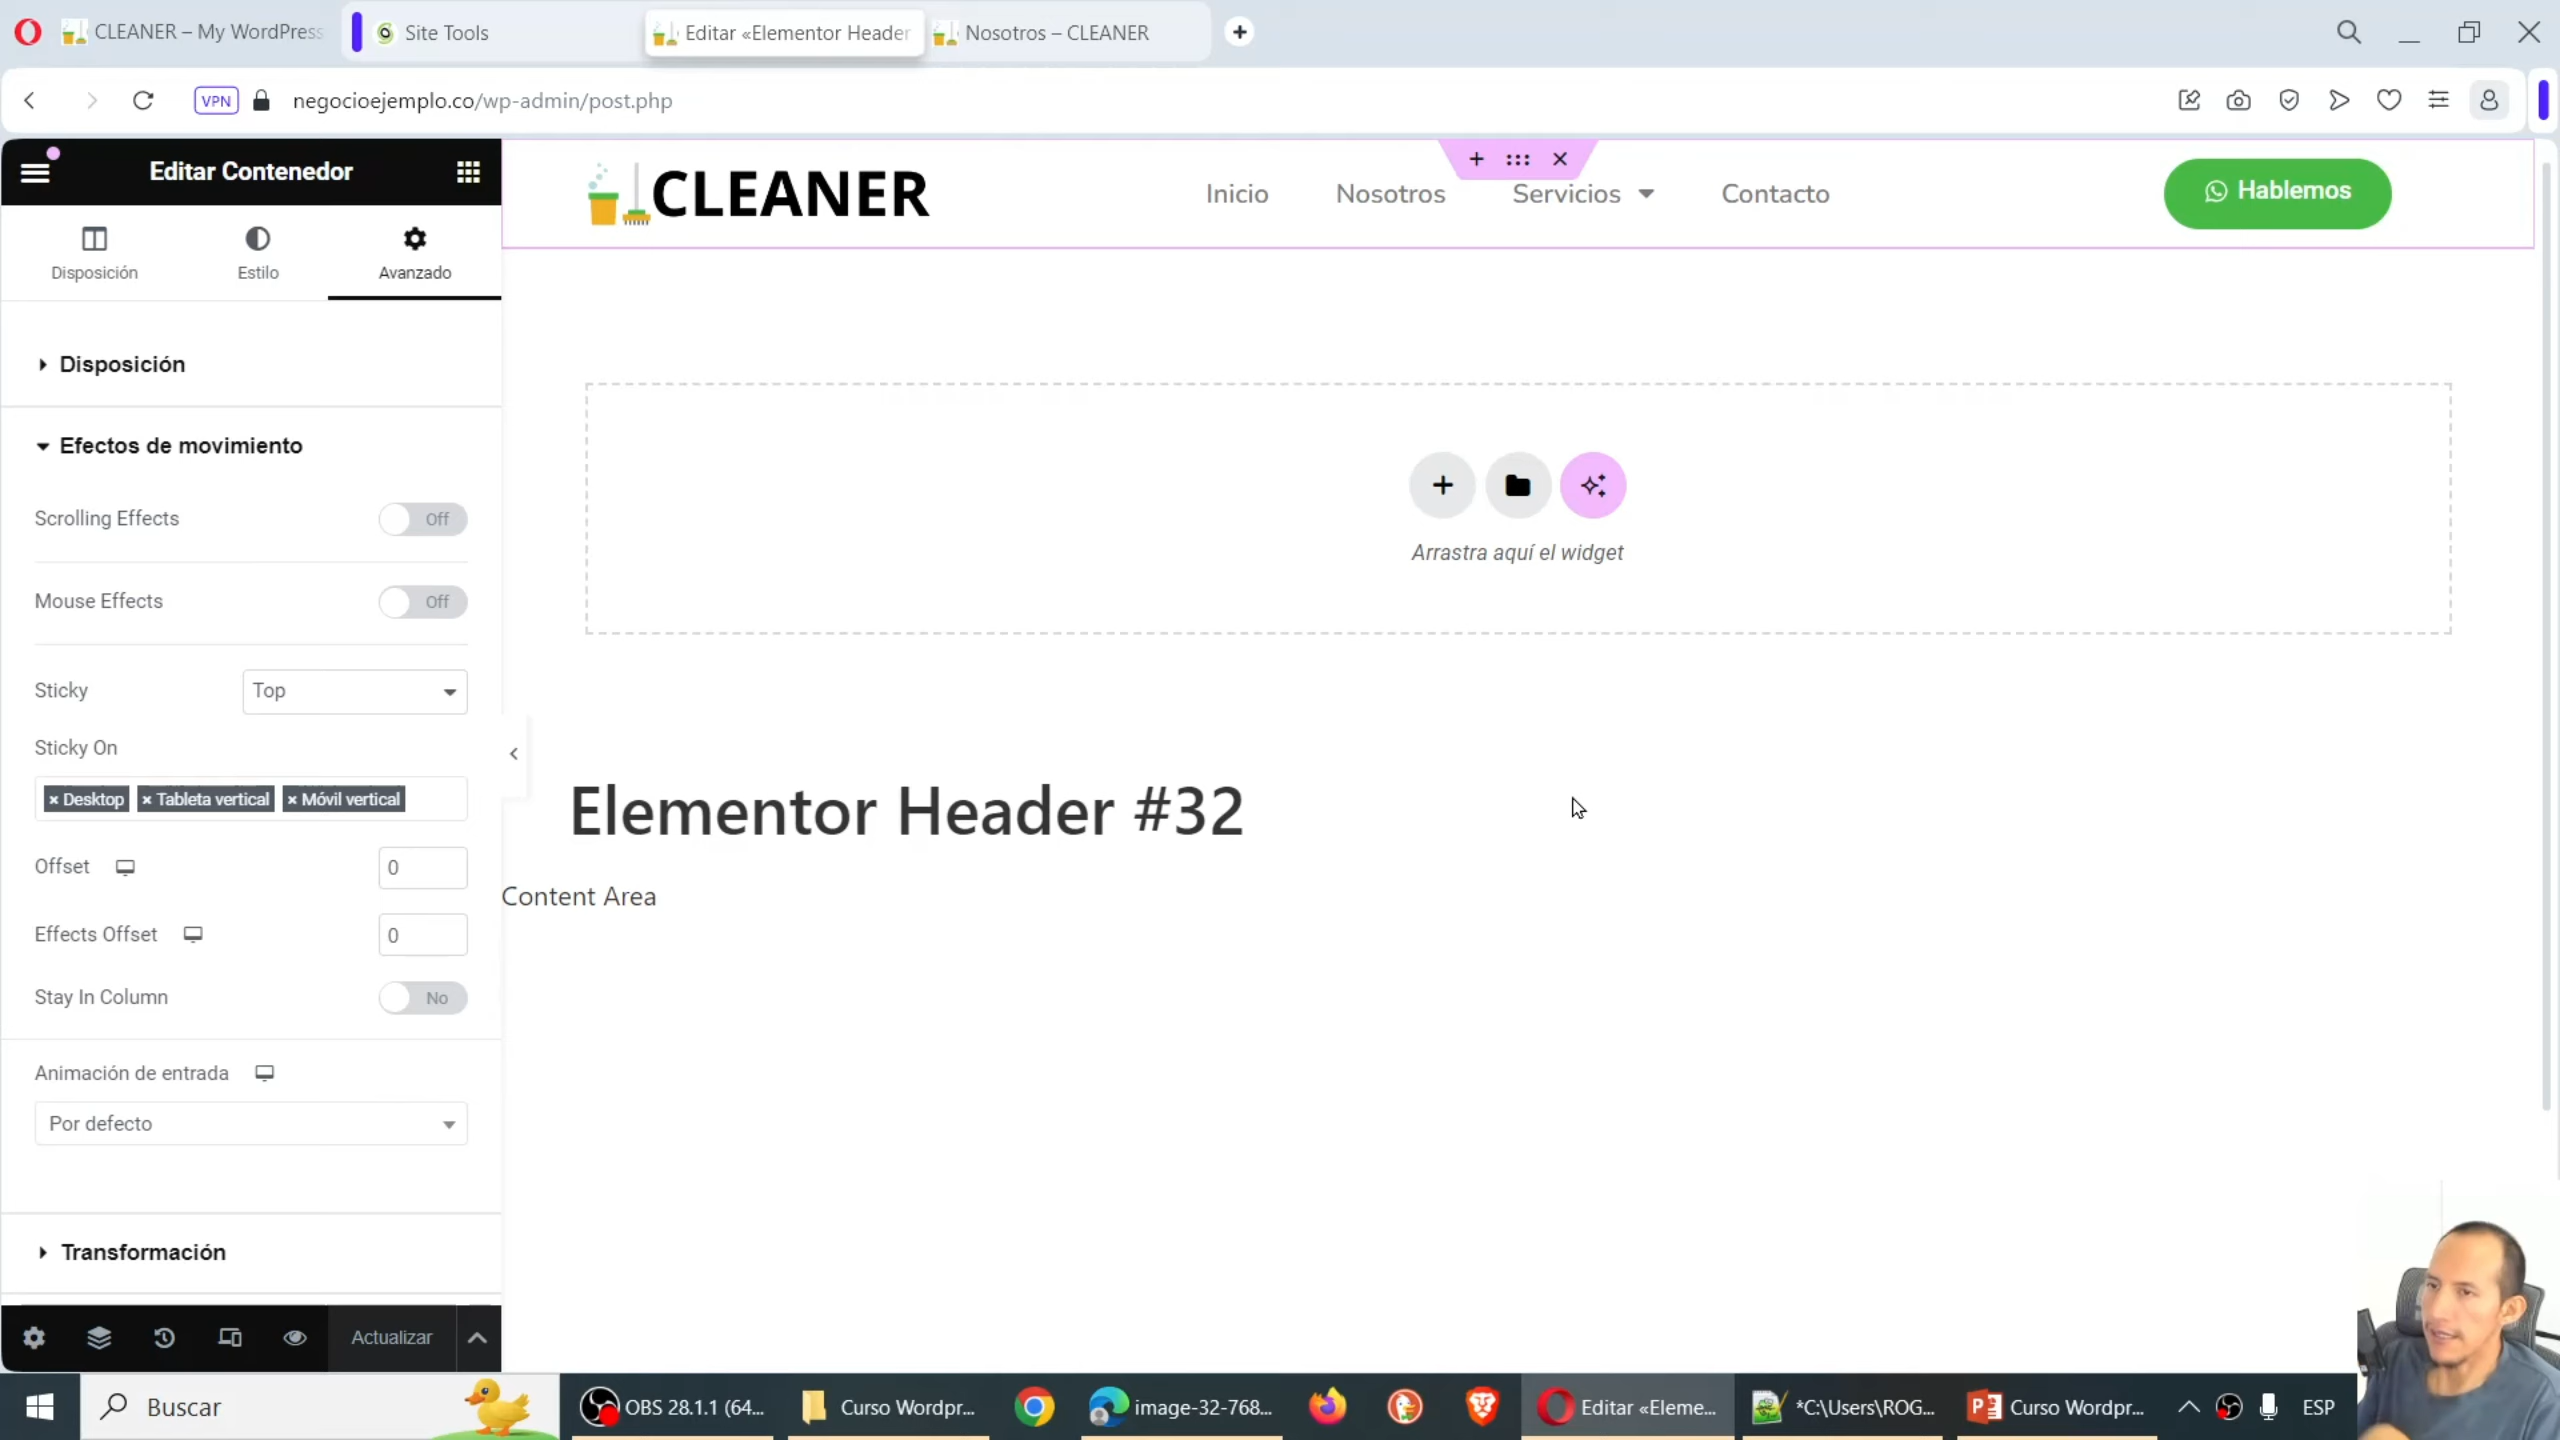 CLEANER – My WordPress
Site Tools
Editar «Elementor Header
Nosotros – CLEANER
VPN
negocioejemplo.co/wp-admin/post.php
Editar Contenedor
Disposición
Estilo
Avanzado
CLEANER
Inicio
Nosotros
Servicios
Contacto
Hablemos
Disposición
Efectos de movimiento
Scrolling Effects
Off
Mouse Effects
Off
Sticky
Top
Sticky On
× Desktop × Tableta vertical × Móvil vertical
Offset
0
Effects Offset
0
Stay In Column
No
Animación de entrada
Por defecto
Transformación
Actualizar
Arrastra aquí el widget
Elementor Header #32
Content Area
Buscar
OBS 28.1.1 (64...
Curso Wordpr...
image-32-768...
Editar «Eleme...
*C:\Users\ROG...
Curso Wordpr...
ESP